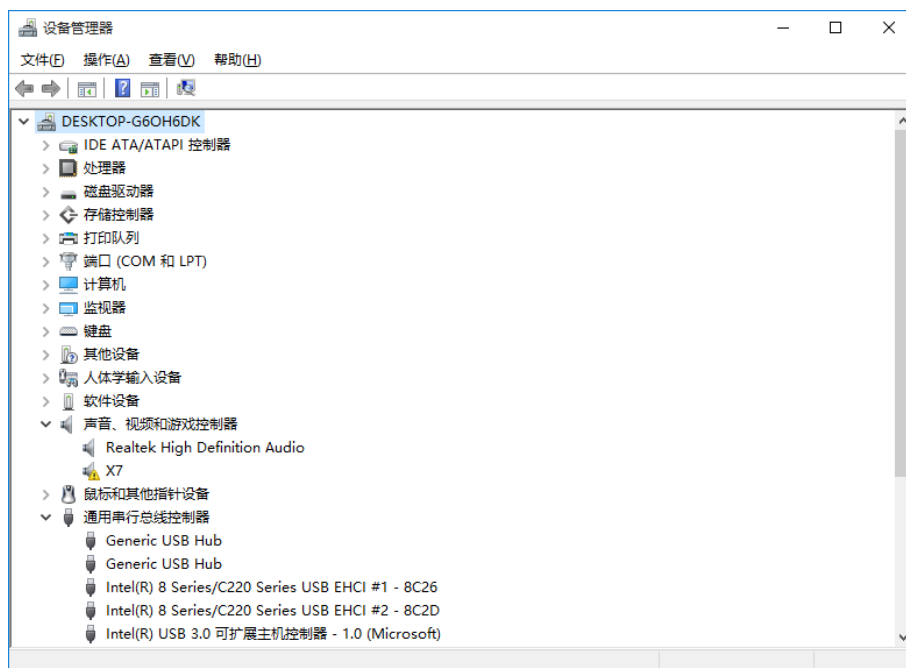 设备管理器
文件(F) 操作(A) 查看(V) 帮助(H)
DESKTOP-G6OH6DK
IDE ATA/ATAPI 控制器
处理器
磁盘驱动器
存储控制器
打印队列
端口 (COM 和 LPT)
计算机
监视器
键盘
其他设备
人体学输入设备
软件设备
声音、视频和游戏控制器
Realtek High Definition Audio
X7
鼠标和其他指针设备
通用串行总线控制器
Generic USB Hub
Generic USB Hub
Intel(R) 8 Series/C220 Series USB EHCI #1 - 8C26
Intel(R) 8 Series/C220 Series USB EHCI #2 - 8C2D
Intel(R) USB 3.0 可扩展主机控制器 - 1.0 (Microsoft)